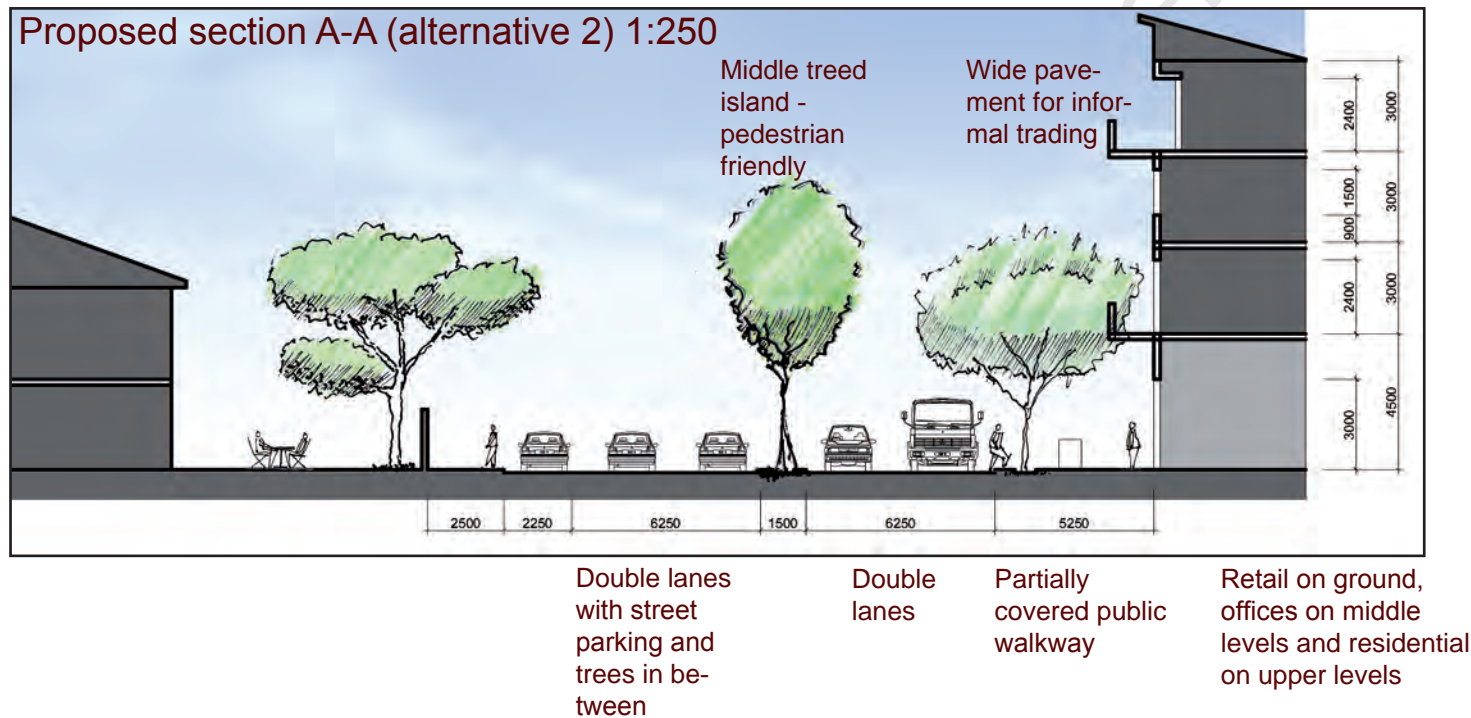 Proposed section A-A (alternative 2) 1:250
Middle treed
island -
pedestrian
friendly
Wide pave-
ment for infor-
mal trading
2400
3000
1500
900
3000
2400
3000
3000
4500
2500 2250 6250 1500 6250 5250
Double lanes
with street
parking and
trees in be-
tween
Double
lanes
Partially
covered public
walkway
Retail on ground,
offices on middle
levels and residential
on upper levels